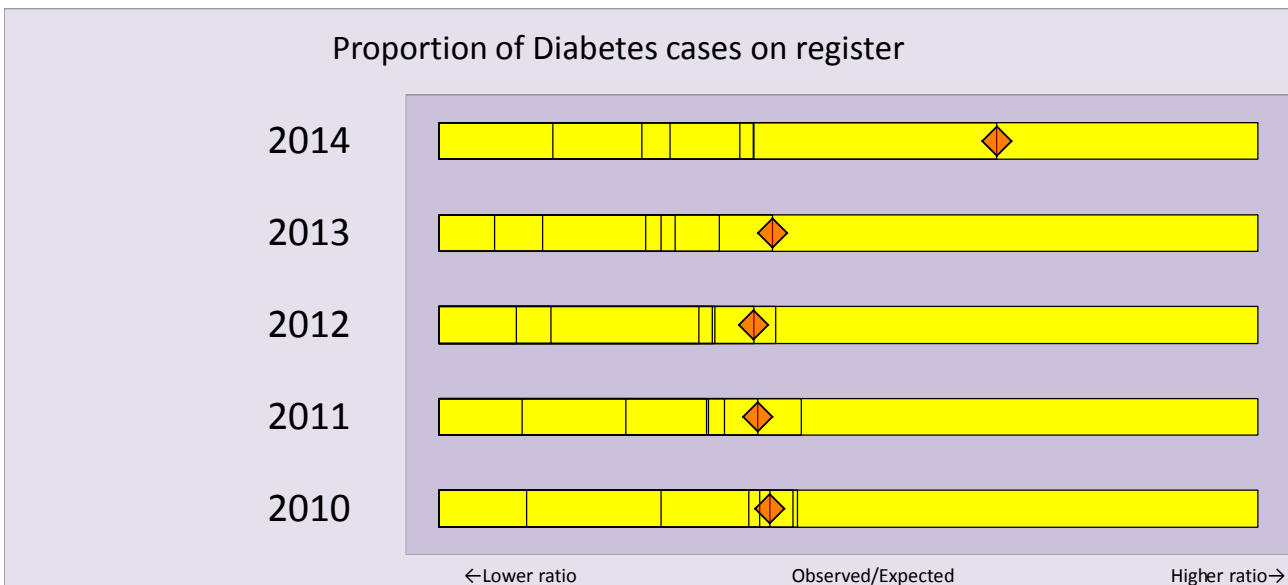 Proportion of Diabetes cases on register
2014
2013
2012
2011
2010
←Lower ratio Observed/Expected Higher ratio→